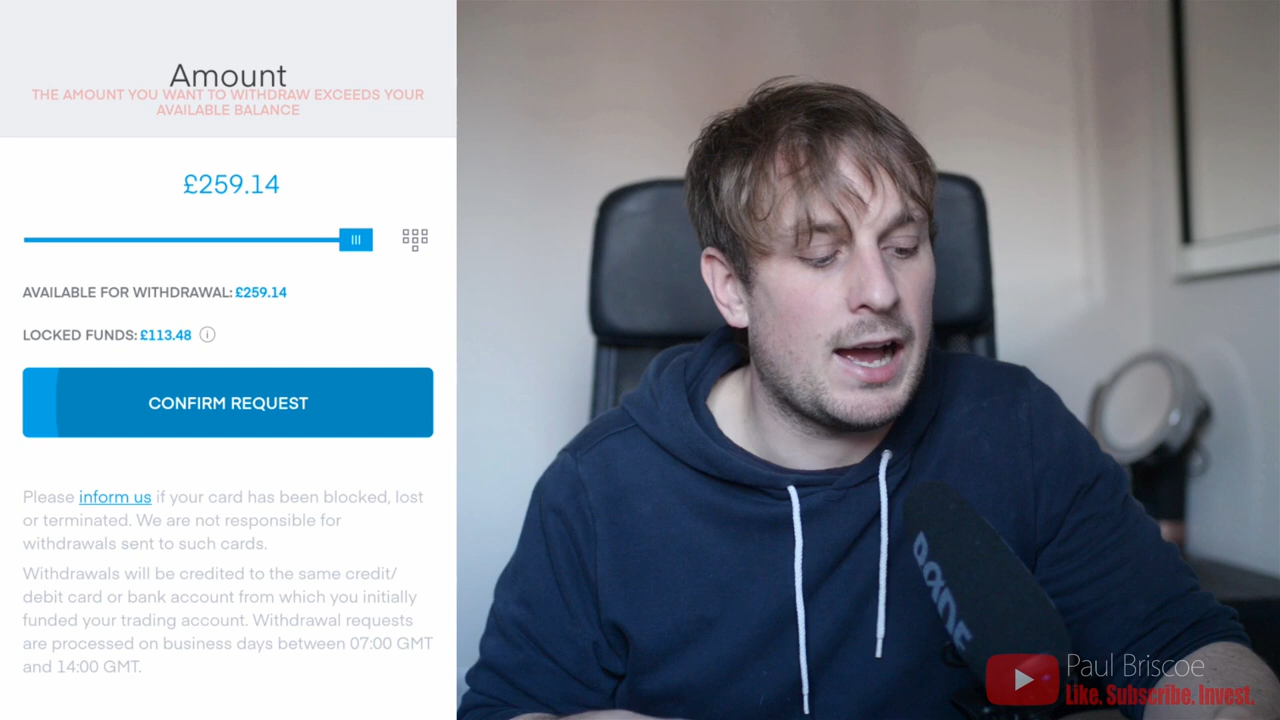 Amount
THE AMOUNT YOU WANT TO WITHDRAW EXCEEDS YOUR
AVAILABLE BALANCE
£259.14
AVAILABLE FOR WITHDRAWAL: £259.14
LOCKED FUNDS: £113.48
CONFIRM REQUEST
Please inform us if your card has been blocked, lost
or terminated. We are not responsible for
withdrawals sent to such cards.
Withdrawals will be credited to the same credit/
debit card or bank account from which you initially
funded your trading account. Withdrawal requests
are processed on business days between 07:00 GMT
and 14:00 GMT.
Paul Briscoe
Like. Subscribe. Invest.